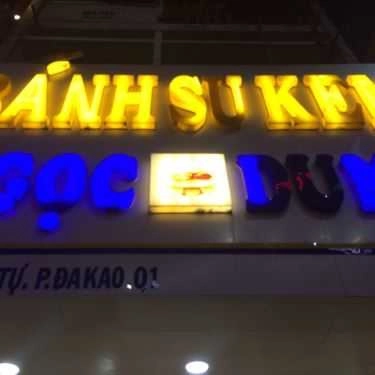 BÁNH SU KEM
GỌC DUY
TỰ. P.ĐAKAO Q1